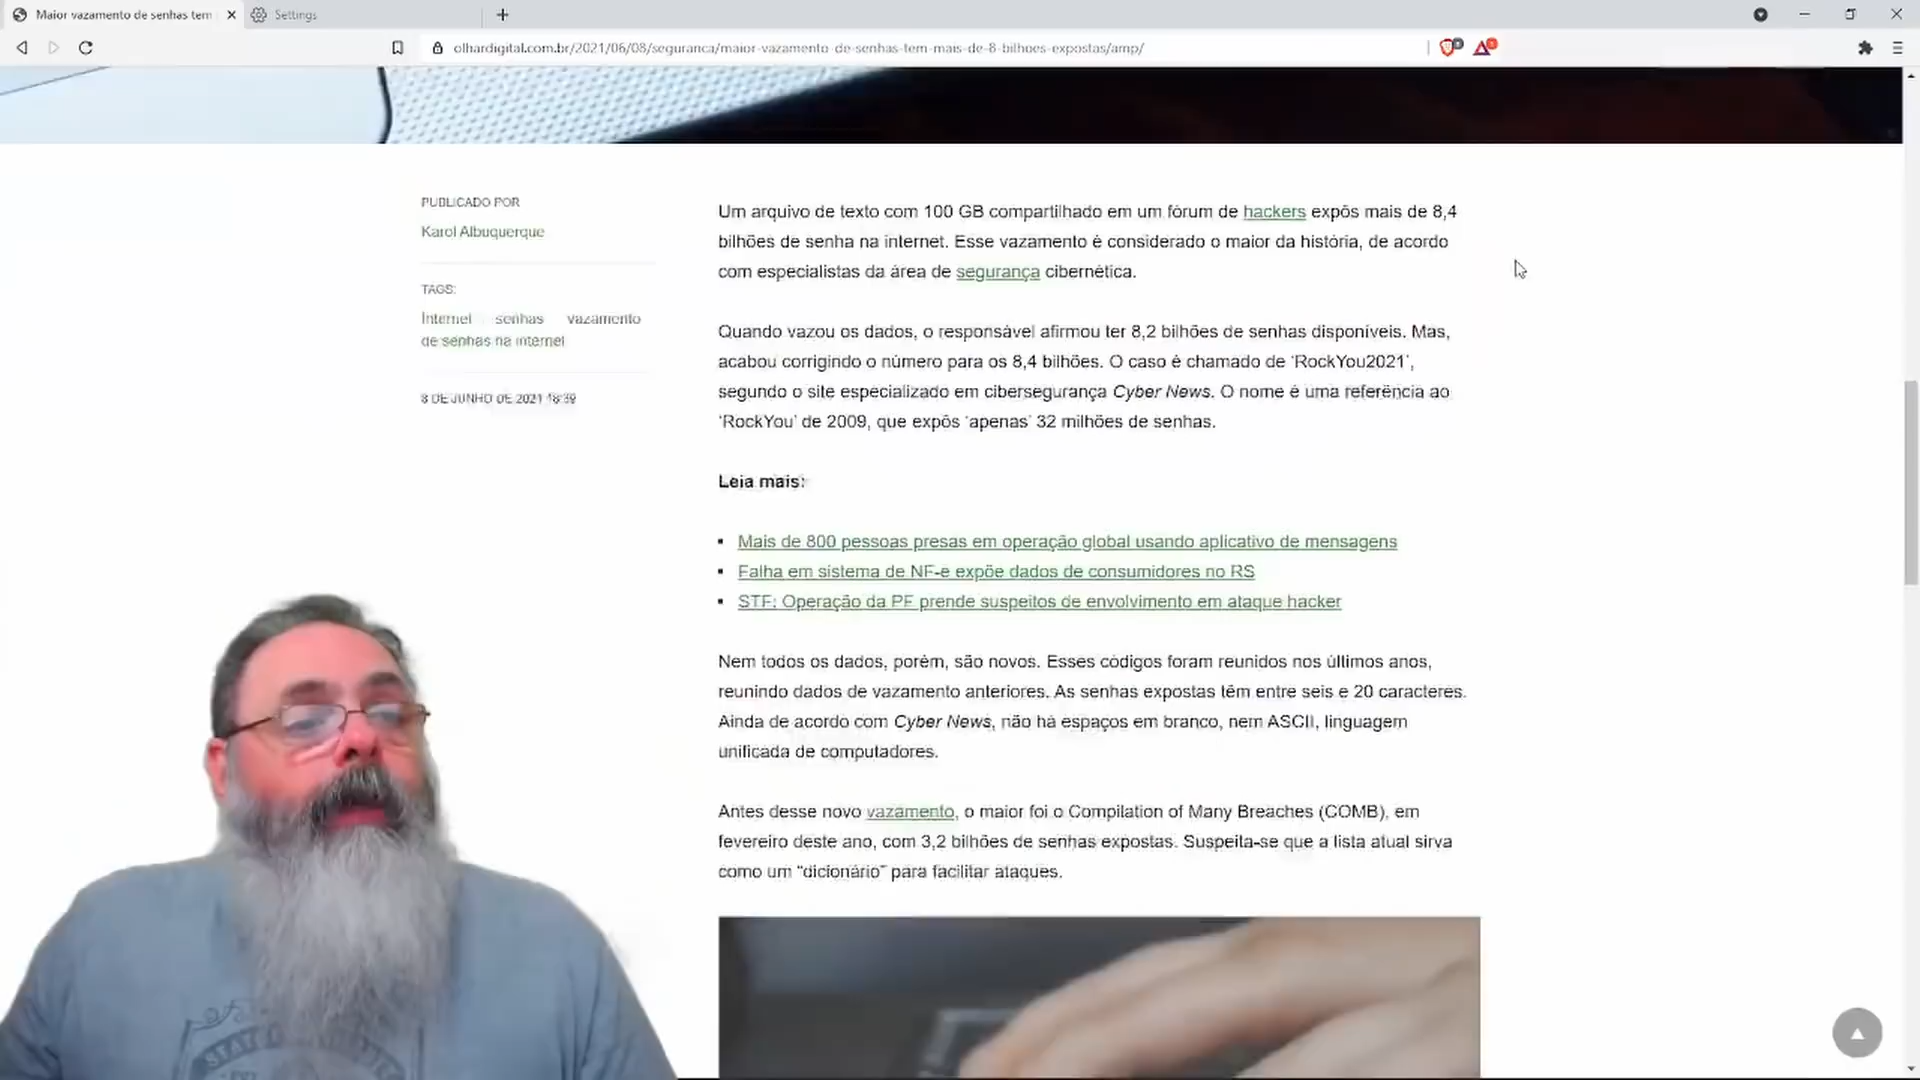 Maior vazamento de senhas tem
Settings
olhardigital.com.br/2021/06/08/seguranca/maior-vazamento-de-senhas-tem-mais-de-8-bilhoes-expostas/amp/
PUBLICADO POR
Karol Albuquerque
TAGS:
Internet senhas vazamento
de senhas na internet
8 DE JUNHO DE 2021 18:39
Um arquivo de texto com 100 GB compartilhado em um fórum de hackers expôs mais de 8,4
bilhões de senha na internet. Esse vazamento é considerado o maior da história, de acordo
com especialistas da área de segurança cibernética.
Quando vazou os dados, o responsável afirmou ter 8,2 bilhões de senhas disponíveis. Mas,
acabou corrigindo o número para os 8,4 bilhões. O caso é chamado de ‘RockYou2021’,
segundo o site especializado em cibersegurança Cyber News. O nome é uma referência ao
‘RockYou’ de 2009, que expôs ‘apenas’ 32 milhões de senhas.
Leia mais:
Mais de 800 pessoas presas em operação global usando aplicativo de mensagens
Falha em sistema de NF-e expõe dados de consumidores no RS
STF: Operação da PF prende suspeitos de envolvimento em ataque hacker
Nem todos os dados, porém, são novos. Esses códigos foram reunidos nos últimos anos,
reunindo dados de vazamento anteriores. As senhas expostas têm entre seis e 20 caracteres.
Ainda de acordo com Cyber News, não há espaços em branco, nem ASCII, linguagem
unificada de computadores.
Antes desse novo vazamento, o maior foi o Compilation of Many Breaches (COMB), em
fevereiro deste ano, com 3,2 bilhões de senhas expostas. Suspeita-se que a lista atual sirva
como um “dicionário” para facilitar ataques.